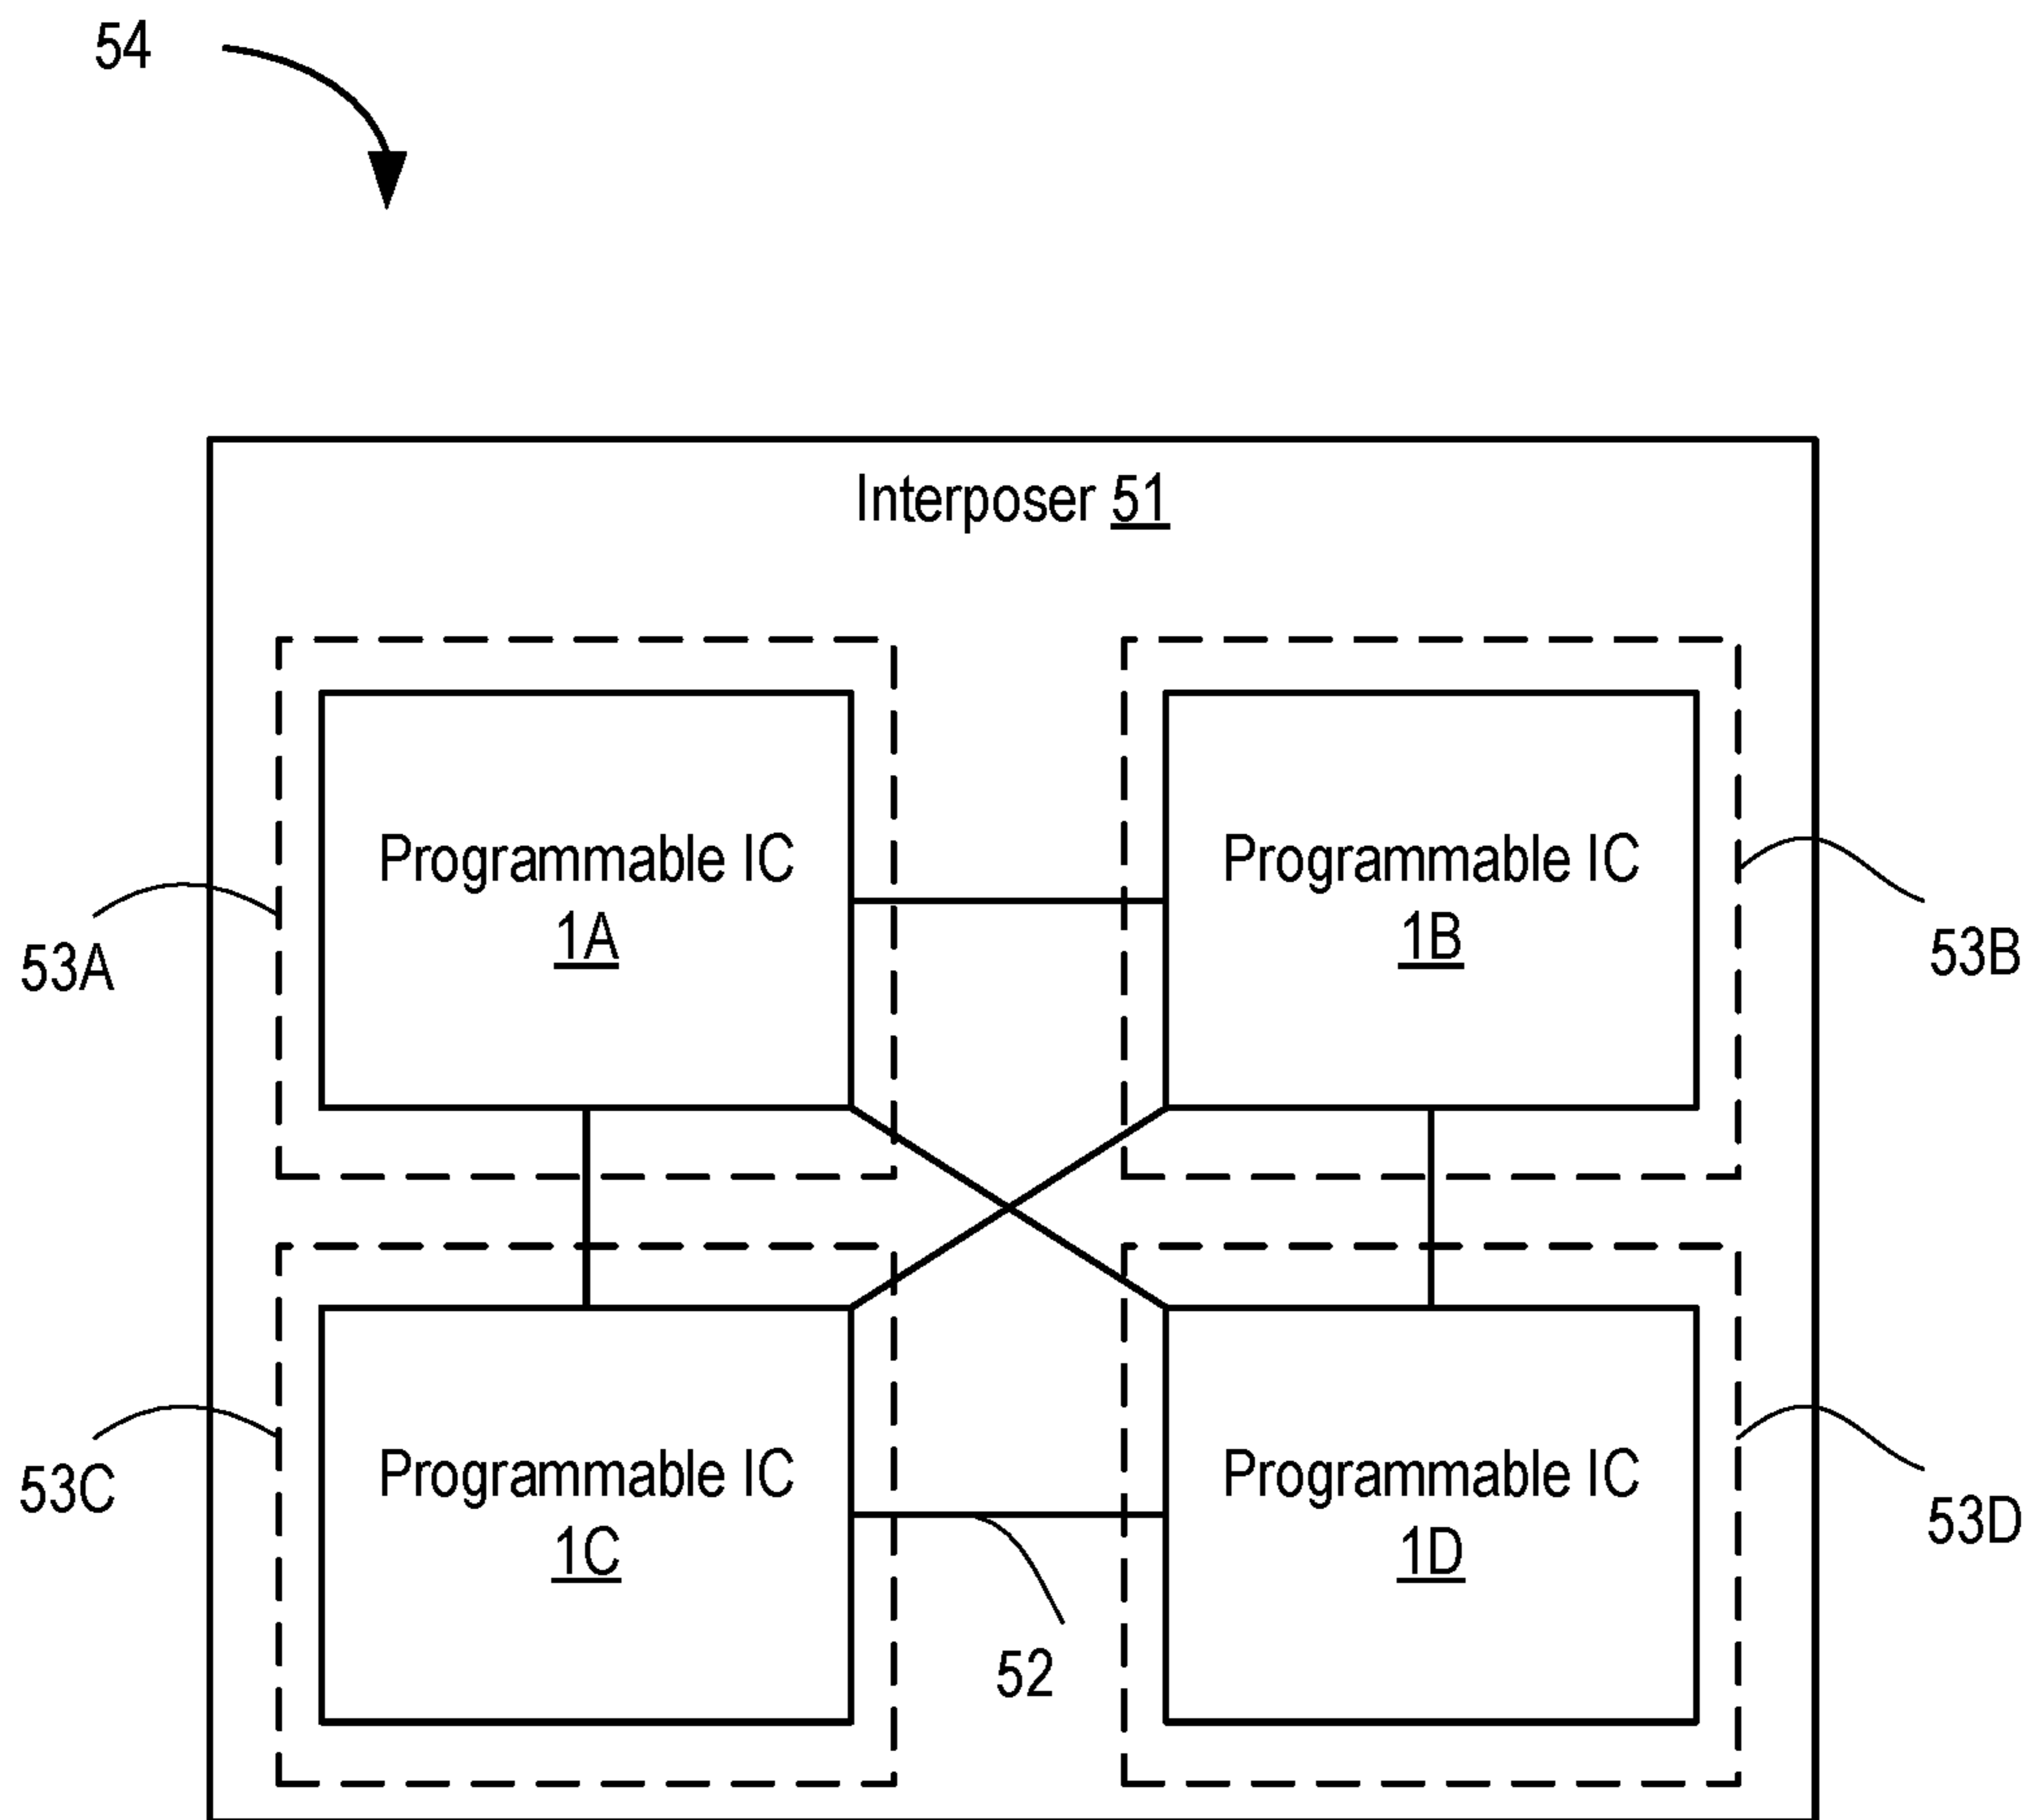 54
Interposer 51
Programmable IC
1A
Programmable IC
1B
53A
53B
Programmable IC
1C
Programmable IC
1D
53C
53D
52